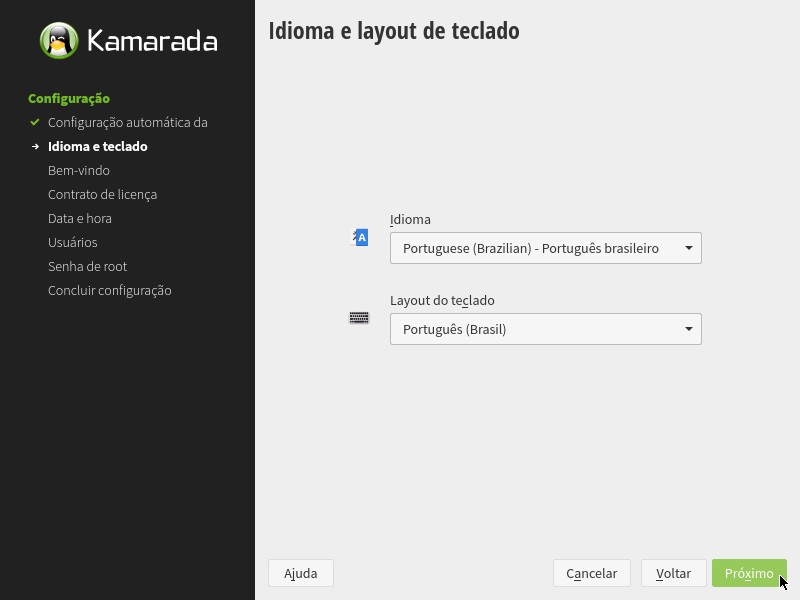 Kamarada
Configuração
Configuração automática da
Idioma e teclado
Bem-vindo
Contrato de licença
Data e hora
Usuários
Senha de root
Concluir configuração
Idioma e layout de teclado
Idioma
A
Portuguese (Brazilian) - Português brasileiro
Layout do teclado
Português (Brasil)
Ajuda
Cancelar
Voltar
Próximo